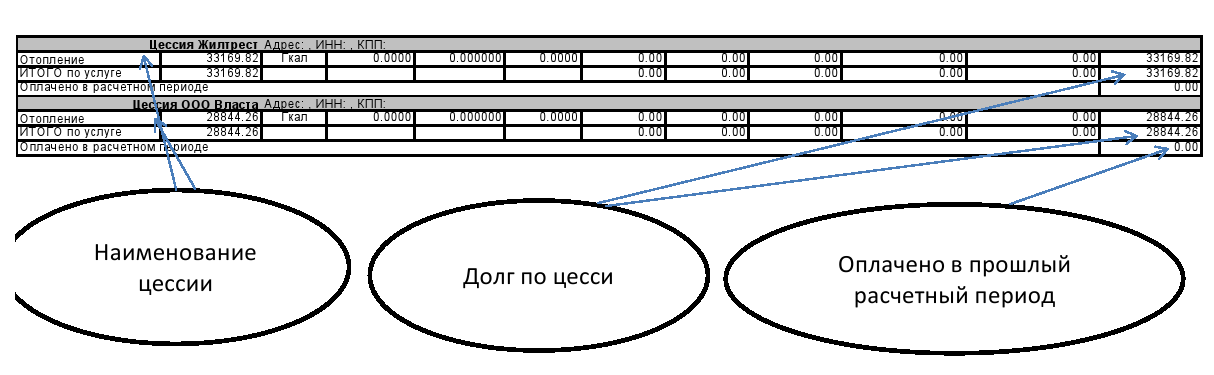 Цессия Жилтрест Адрес: , ИНН: , КПП:
Отопление 33169.82 Гкал 0.0000 0.000000 0.0000 0.00 0.00 0.00 0.00 0.00 33169.82
ИТОГО по услуге 33169.82 0.00 0.00 0.00 0.00 0.00 33169.82
Оплачено в расчетном периоде 0.00
Цессия ООО Власта Адрес: , ИНН: , КПП:
Отопление 28844.26 Гкал 0.0000 0.000000 0.0000 0.00 0.00 0.00 0.00 0.00 28844.26
ИТОГО по услуге 28844.26 0.00 0.00 0.00 0.00 0.00 28844.26
Оплачено в расчетном периоде 0.00
Наименование
цессии
Долг по цесси
Оплачено в прошлый
расчетный период